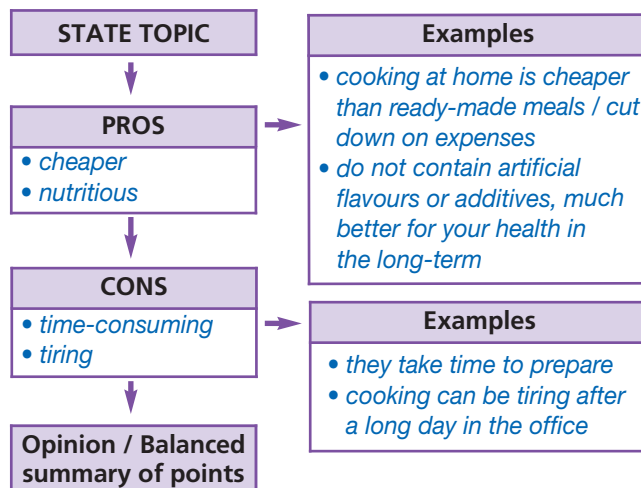 STATE TOPIC
PROS
• cheaper
• nutritious
Examples
• cooking at home is cheaper
than ready-made meals / cut
down on expenses
• do not contain artificial
flavours or additives, much
better for your health in
the long-term
CONS
• time-consuming
• tiring
Examples
• they take time to prepare
• cooking can be tiring after
a long day in the office
Opinion / Balanced
summary of points